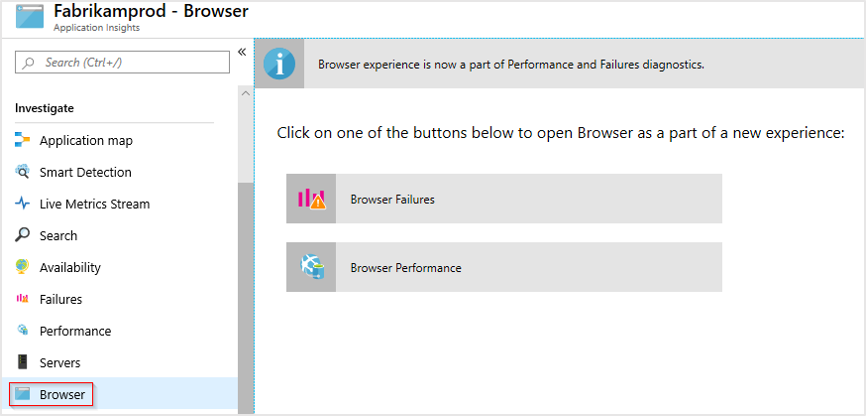 Fabrikamprod - Browser
Application Insights
Search (Ctrl+/)
«
Investigate
Application map
Smart Detection
Live Metrics Stream
Search
Availability
Failures
Performance
Servers
Browser
Browser experience is now a part of Performance and Failures diagnostics.
Click on one of the buttons below to open Browser as a part of a new experience:
Browser Failures
Browser Performance